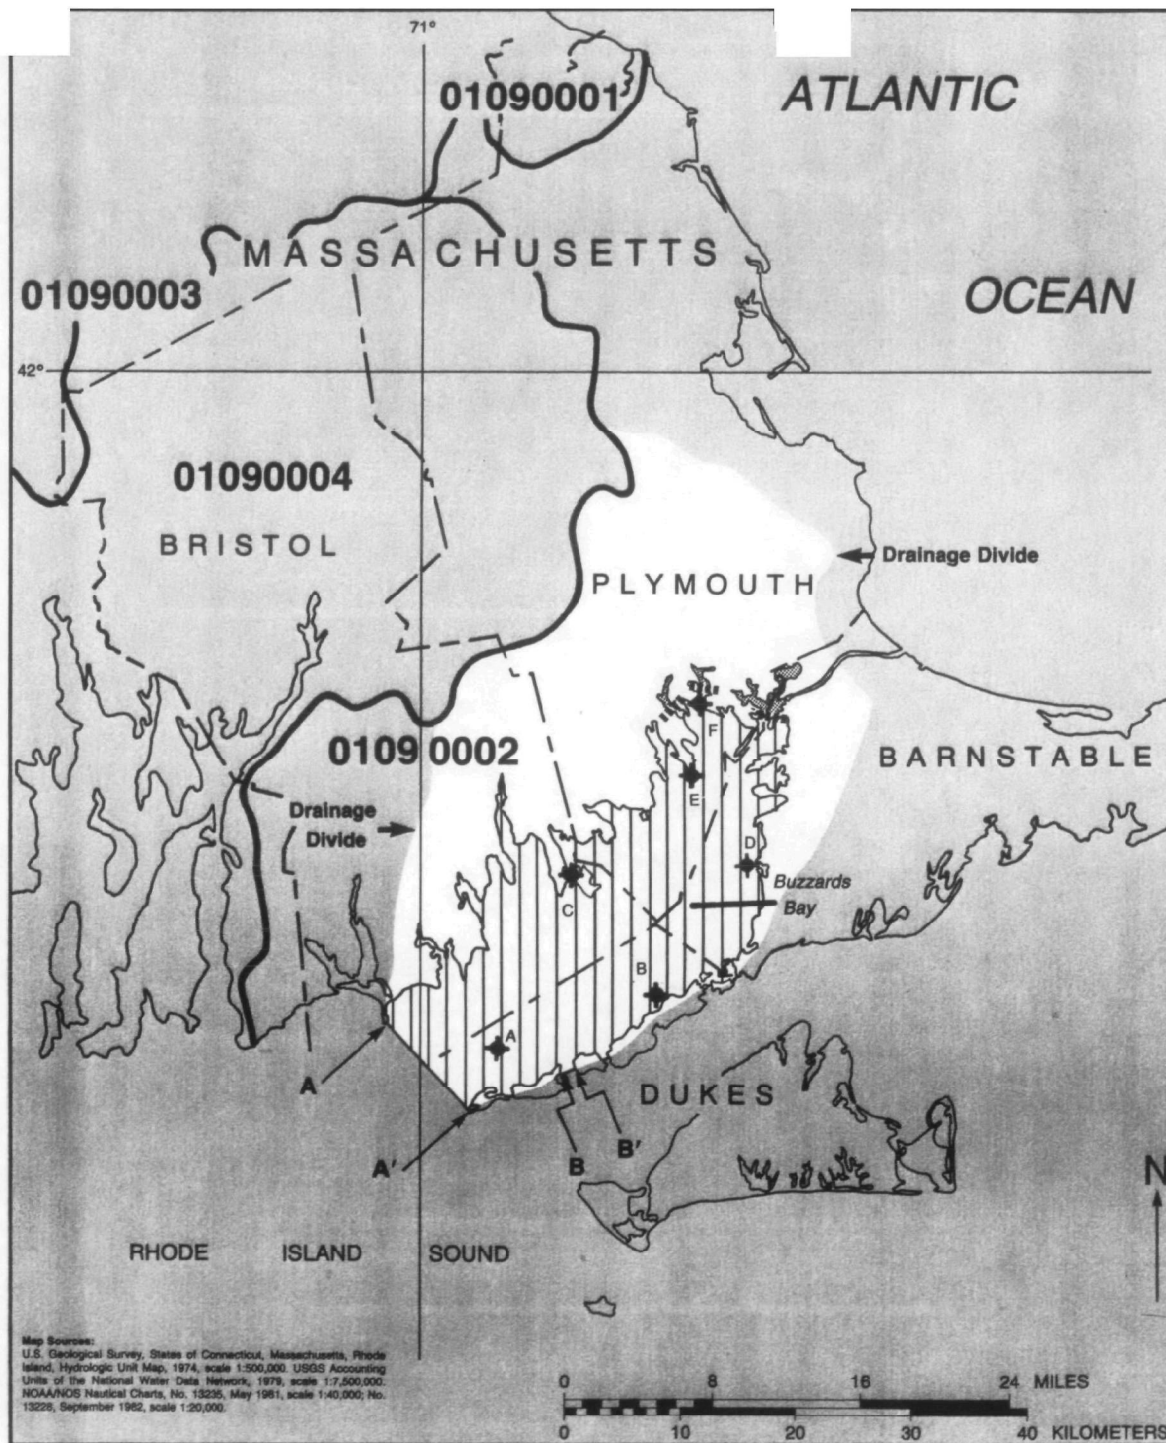 71°
01090001
ATLANTIC
MASSACHUSETTS
01090003
OCEAN
42°
01090004
BRISTOL
Drainage Divide
PLYMOUTH
F
01090002
BARNSTABLE
E
Drainage
Divide
D
Buzzards
Bay
C
B
A
A
DUKES
B'
B
A'
N
RHODE ISLAND SOUND
Map Sources:
U.S. Geological Survey, States of Connecticut, Massachusetts, Rhode
Island, Hydrologic Unit Map, 1974, scale 1:500,000. USGS Accounting
Units of the National Water Data Network, 1979, scale 1:7,500,000.
NOAA/NOS Nautical Charts, No. 13235, May 1981, scale 1:40,000; No.
13228, September 1982, scale 1:20,000.
0 8 16 24 MILES
0 10 20 30 40 KILOMETERS